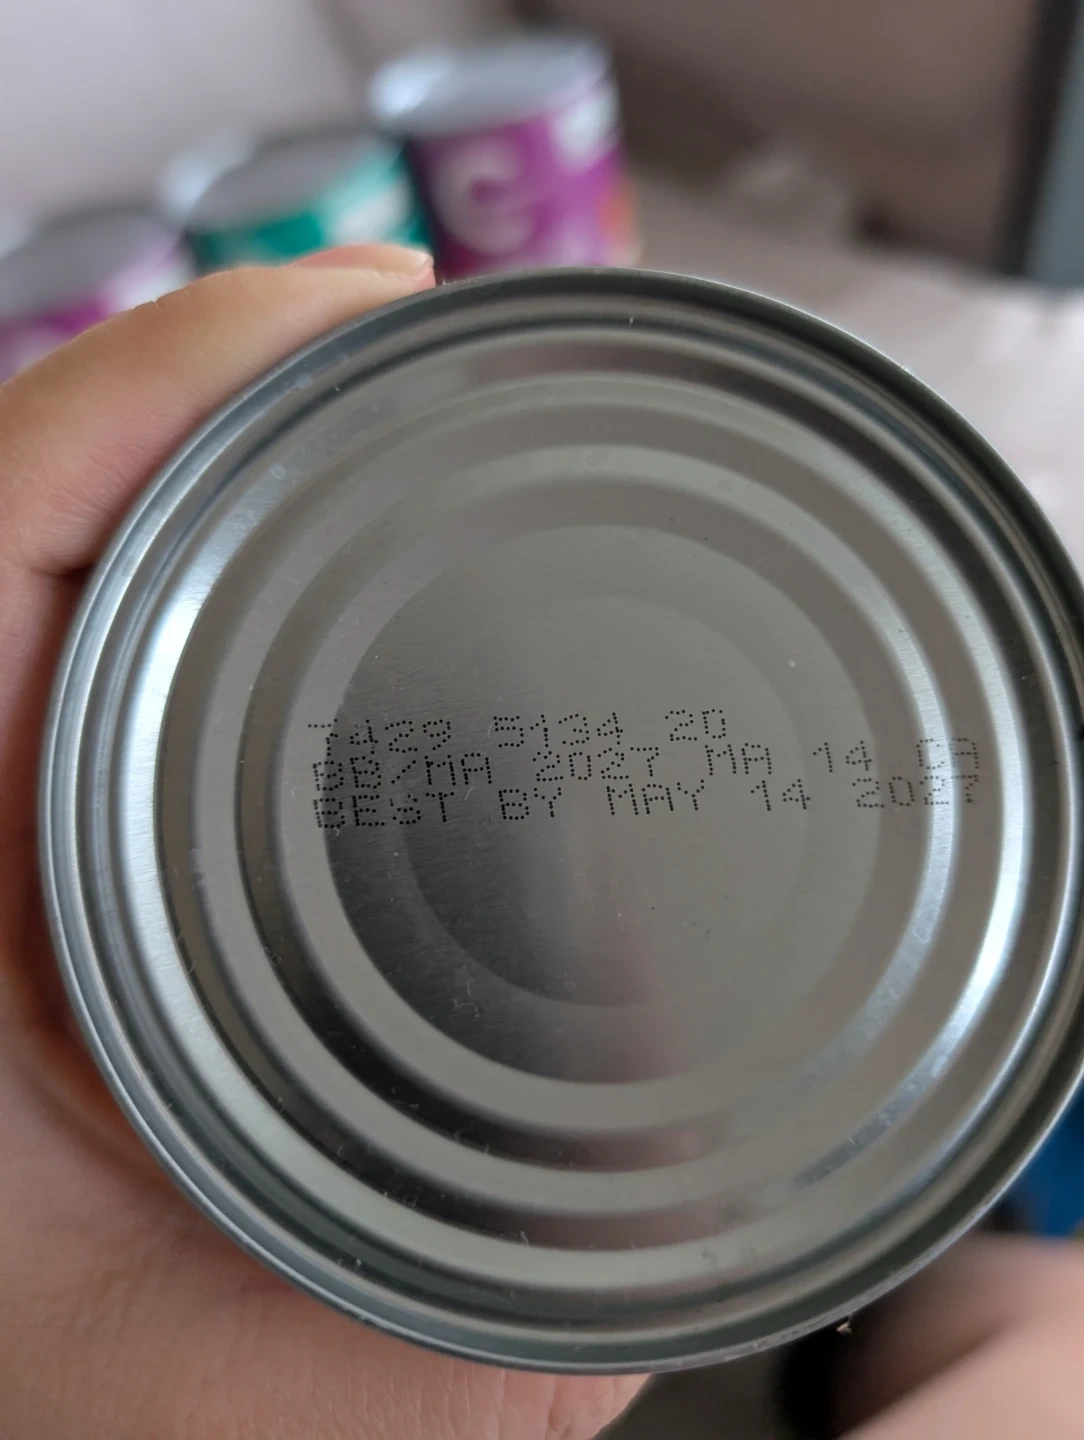 7429 5134 20
BB/MA 2027 MA 14 CA
BEST BY MAY 14 2027